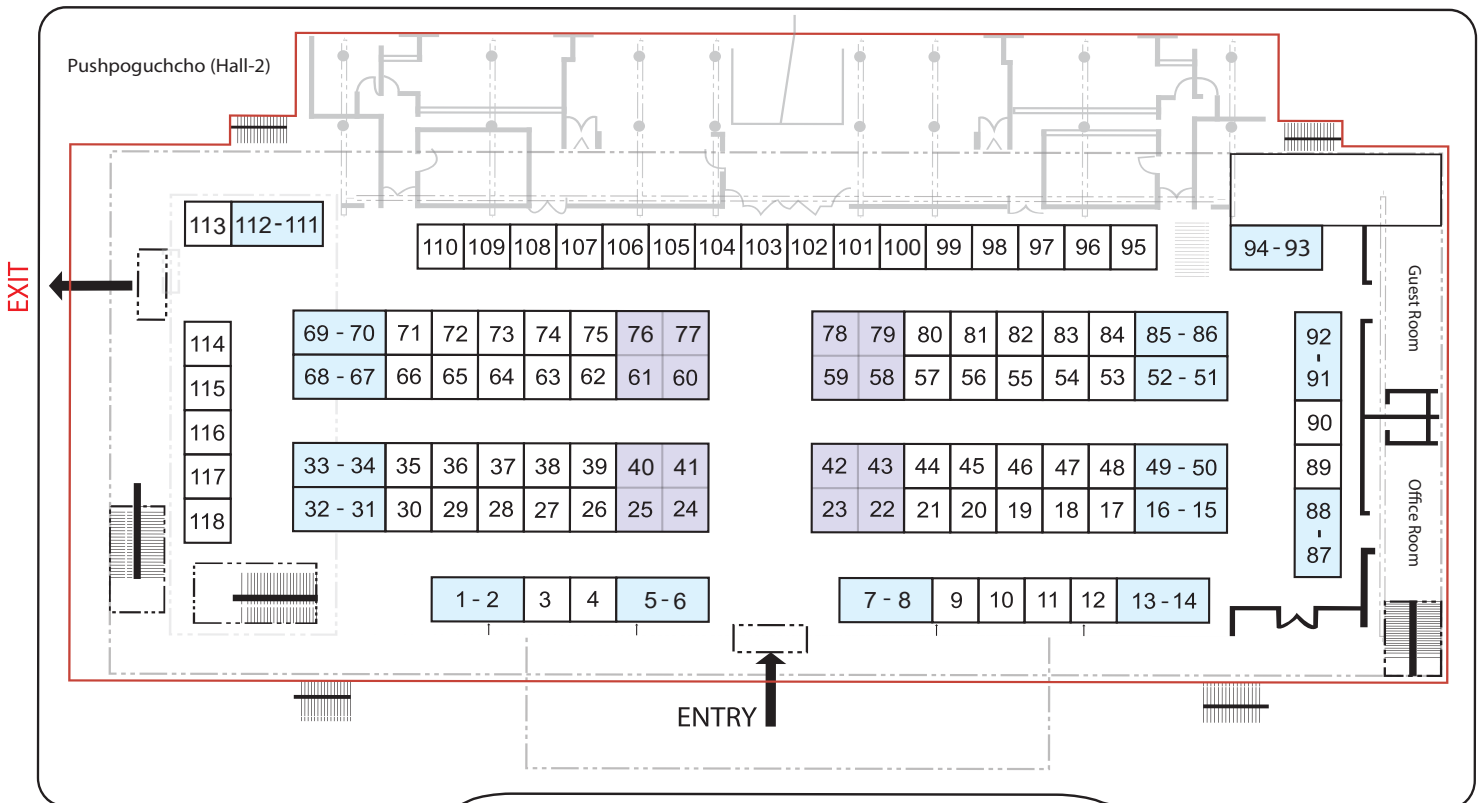 Pushpoguchcho (Hall-2)
113 112-111
110 109 108 107 106 105 104 103 102 101 100 99 98 97 96 95
94-93
EXIT
Guest Room
69 - 70 71 72 73 74 75 76 77
68 - 67 66 65 64 63 62 61 60
78 79 80 81 82 83 84 85 - 86
59 58 57 56 55 54 53 52 - 51
92
-
91
90
89
88
-
87
114
115
116
117
118
33 - 34 35 36 37 38 39 40 41
32 - 31 30 29 28 27 26 25 24
42 43 44 45 46 47 48 49 - 50
23 22 21 20 19 18 17 16 - 15
Office Room
1 - 2 3 4 5 - 6
7 - 8 9 10 11 12 13 - 14
ENTRY